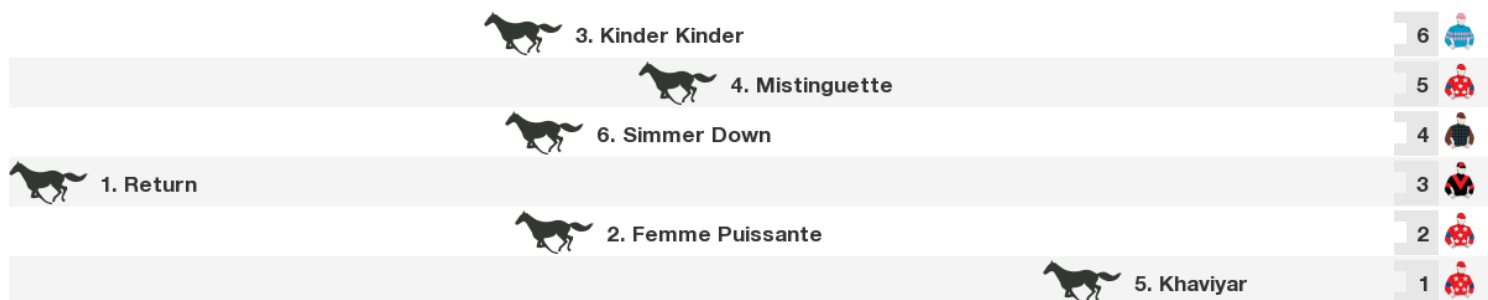 3. Kinder Kinder 6
4. Mistinguette 5
6. Simmer Down 4
1. Return 3
2. Femme Puissante 2
5. Khaviyar 1